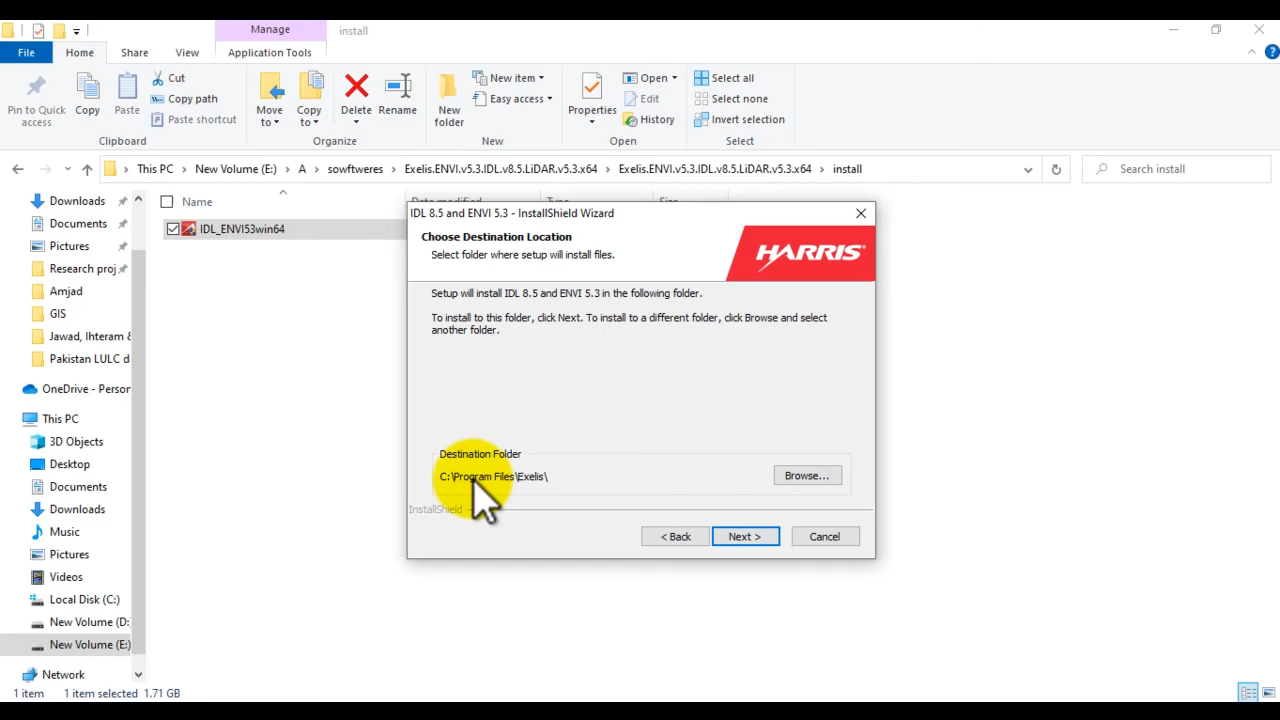 Manage
install
File
Home
Share
View
Application Tools
Pin to Quick access
Copy
Paste
Cut
Copy path
Paste shortcut
Clipboard
Move to
Copy to
Delete
Rename
Organize
New folder
New item
Easy access
New
Properties
Open
Edit
History
Open
Select all
Select none
Invert selection
Select
This PC > New Volume (E:) > A > sowftweres > Exelis.ENVI.v5.3.IDL.v8.5.LiDAR.v5.3.x64 > Exelis.ENVI.v5.3.IDL.v8.5.LiDAR.v5.3.x64 > install
Search install
Downloads
Documents
Pictures
Research proj
Amjad
GIS
Jawad, Ihteram &
Pakistan LULC d
OneDrive - Person
This PC
3D Objects
Desktop
Documents
Downloads
Music
Pictures
Videos
Local Disk (C:)
New Volume (D:
New Volume (E:)
Network
Name
IDL_ENVI53win64
IDL 8.5 and ENVI 5.3 - InstallShield Wizard
Choose Destination Location
Select folder where setup will install files.
HARRIS®
Setup will install IDL 8.5 and ENVI 5.3 in the following folder.
To install to this folder, click Next. To install to a different folder, click Browse and select
another folder.
Destination Folder
C:\Program Files\Exelis\
Browse...
InstallShield
< Back
Next >
Cancel
1 item
1 item selected 1.71 GB